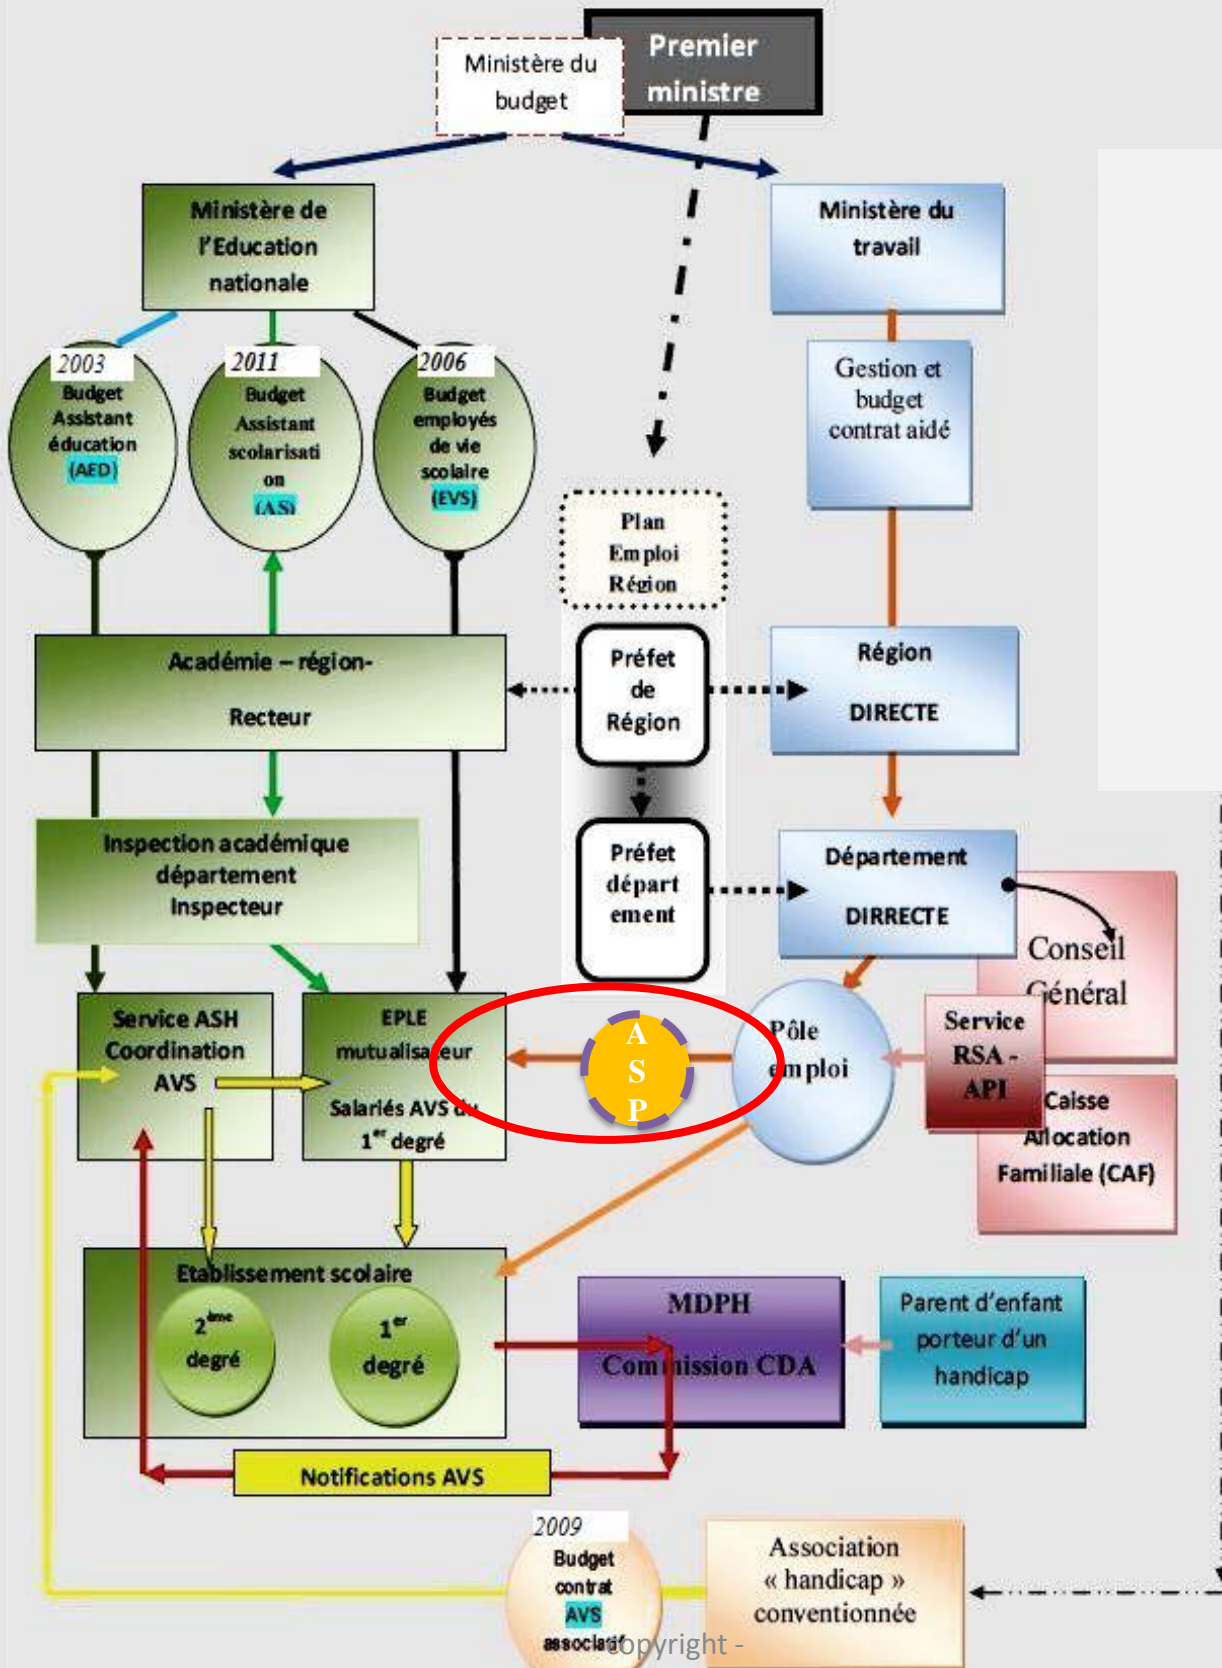 Ministère du
budget
Premier
ministre
Ministère de
l'Education
nationale
Ministère du
travail
2003
Budget
Assistant
éducation
(AED)
2011
Budget
Assistant
scolarisati
on
(AS)
2006
Budget
employés
de vie
scolaire
(EVS)
Gestion et
budget
contrat aidé
Plan
Emploi
Région
Académie – région-
Recteur
Préfet
de
Région
Région
DIRECTE
Inspection académique
département
Inspecteur
Préfet
départ
ement
Département
DIRRECTE
Conseil
Général
Service ASH
Coordination
AVS
EPLE
mutualisateur
Salariés AVS du
1er degré
A
S
P
Pôle
emploi
Service
RSA -
API
Caisse
Allocation
Familiale (CAF)
Etablissement scolaire
2ème
degré
1er
degré
MDPH
Commission CDA
Parent d'enfant
porteur d'un
handicap
Notifications AVS
2009
Budget
contrat
AVS
associatif
Association
« handicap »
conventionnée
copyright -